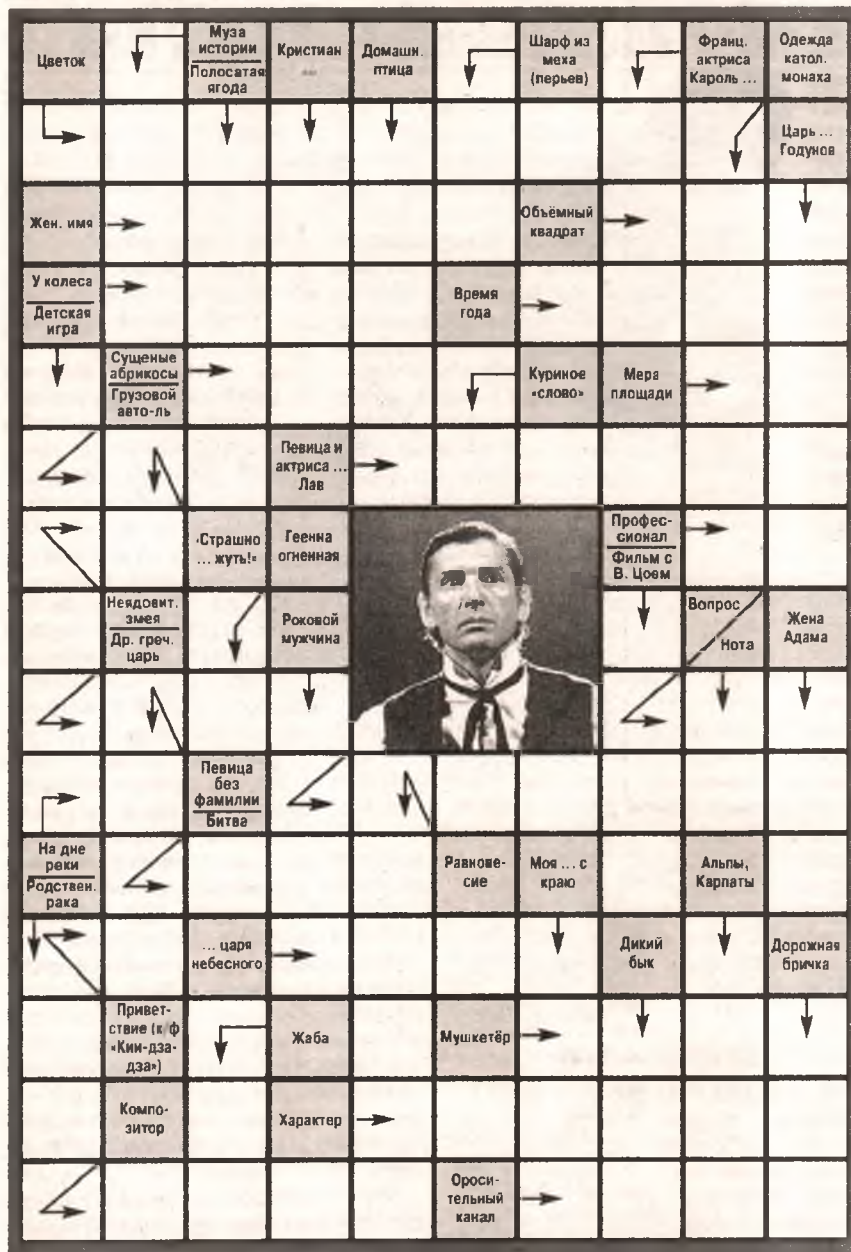 Цветок
Муза
истории
Полосатая
ягода
Кристиан
...
Домашн.
птица
Шарф из
меха
(перьев)
Франц.
актриса
Кароль ...
Одежда
катол.
монаха
Царь ...
Годунов
Жен. имя
Объёмный
квадрат
У колеса
Детская
игра
Время
года
Сущеные
абрикосы
Грузовой
авто-ль
Куриное
«слово»
Мера
площади
Певица и
актриса ...
Лав
«Страшно
... жуть!»
Геенна
огненная
Профес-
сионал
Фильм с
В. Цоем
Неядовит.
змея
Др. греч.
царь
Роковой
мужчина
Вопрос
Нота
Жена
Адама
Певица
без
фамилии
Битва
На дне
реки
Родствен.
рака
Равнове-
сие
Моя ... с
краю
Альпы,
Карпаты
... царя
небесного
Дикий
бык
Дорожная
бричка
Привет-
ствие (к/ф
«Кин-дза-
дза»)
Жаба
Мушкетёр
Компо-
зитор
Характер
Ороси-
тельный
канал